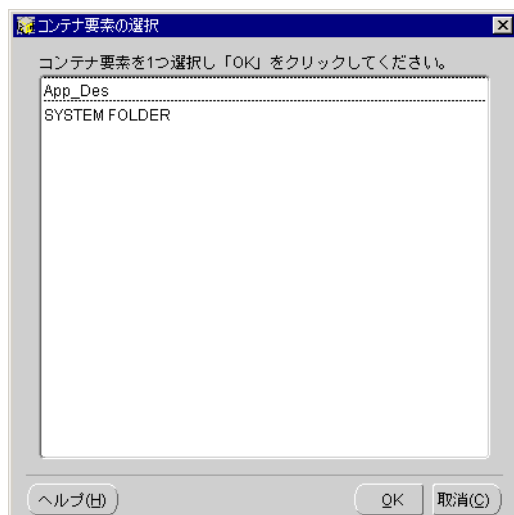 コンテナ要素の選択
コンテナ要素を1つ選択し「OK」をクリックしてください。
App_Des
SYSTEM FOLDER
ヘルプ(H)
OK
取消(C)